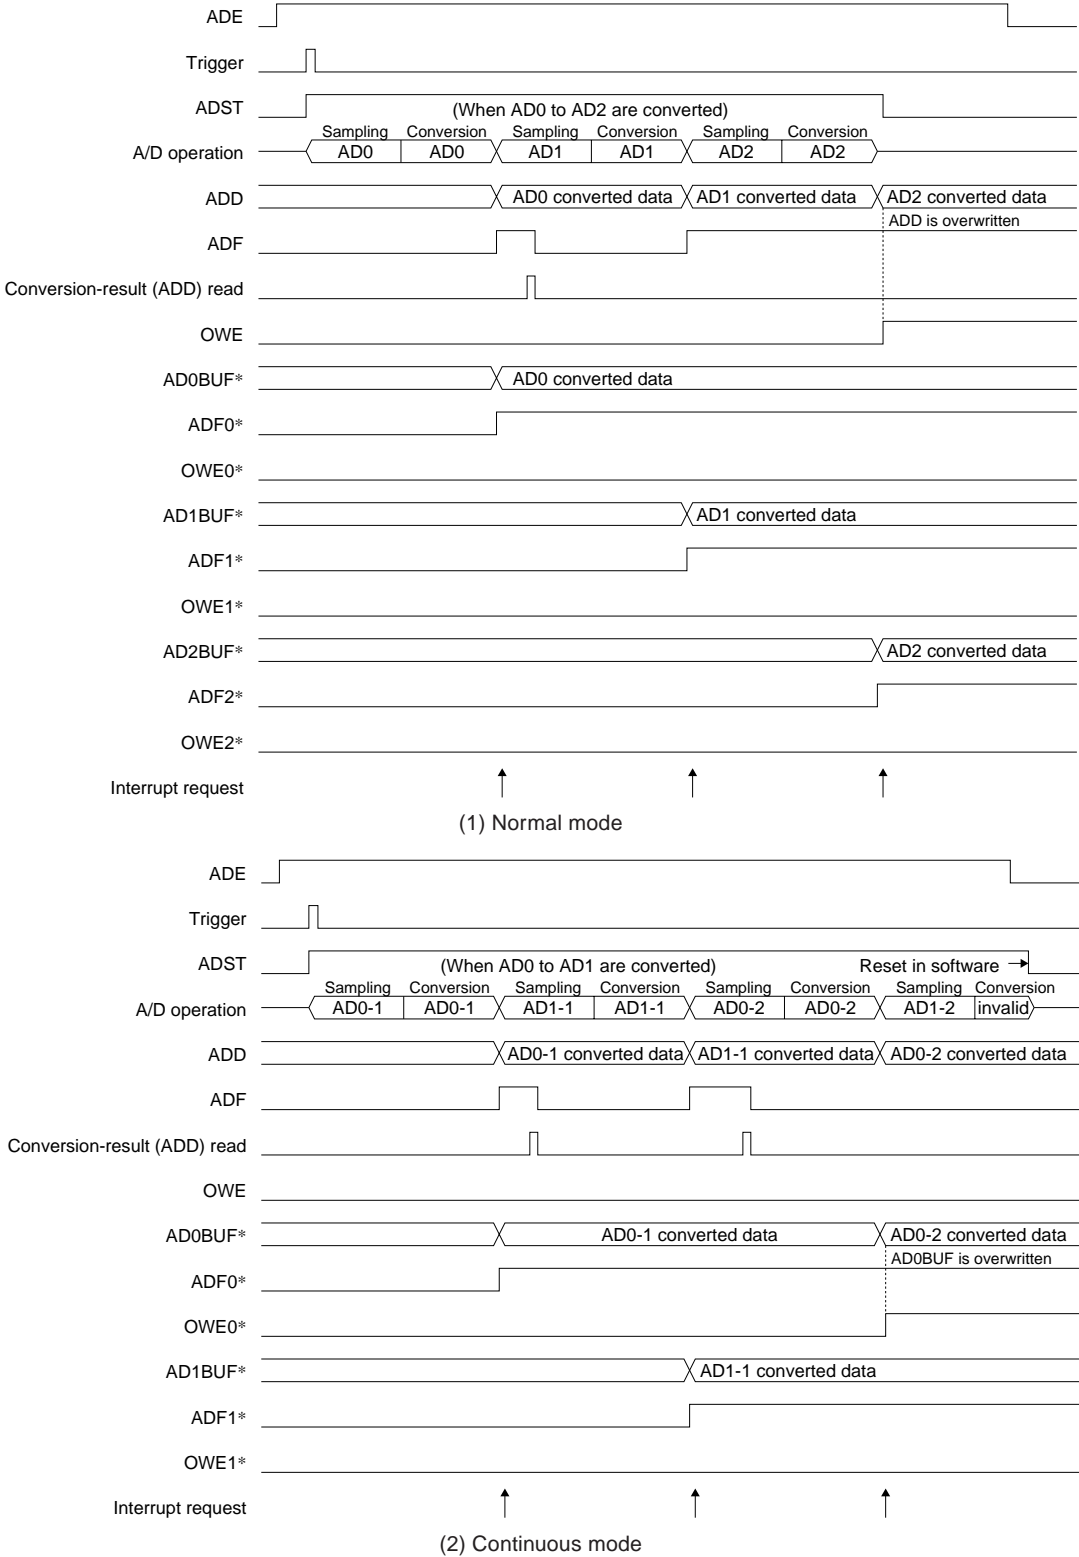 ADE
Trigger
ADST (When AD0 to AD2 are converted)
Sampling Conversion Sampling Conversion Sampling Conversion
A/D operation AD0 AD0 AD1 AD1 AD2 AD2
ADD AD0 converted data AD1 converted data AD2 converted data
ADD is overwritten
ADF
Conversion-result (ADD) read
OWE
AD0BUF* AD0 converted data
ADF0*
OWE0*
AD1BUF* AD1 converted data
ADF1*
OWE1*
AD2BUF* AD2 converted data
ADF2*
OWE2*
Interrupt request
(1) Normal mode
ADE
Trigger
ADST (When AD0 to AD1 are converted) Reset in software
Sampling Conversion Sampling Conversion Sampling Conversion Sampling Conversion
A/D operation AD0-1 AD0-1 AD1-1 AD1-1 AD0-2 AD0-2 AD1-2 invalid
ADD AD0-1 converted data AD1-1 converted data AD0-2 converted data
ADF
Conversion-result (ADD) read
OWE
AD0BUF* AD0-1 converted data AD0-2 converted data
AD0BUF is overwritten
ADF0*
OWE0*
AD1BUF* AD1-1 converted data
ADF1*
OWE1*
Interrupt request
(2) Continuous mode